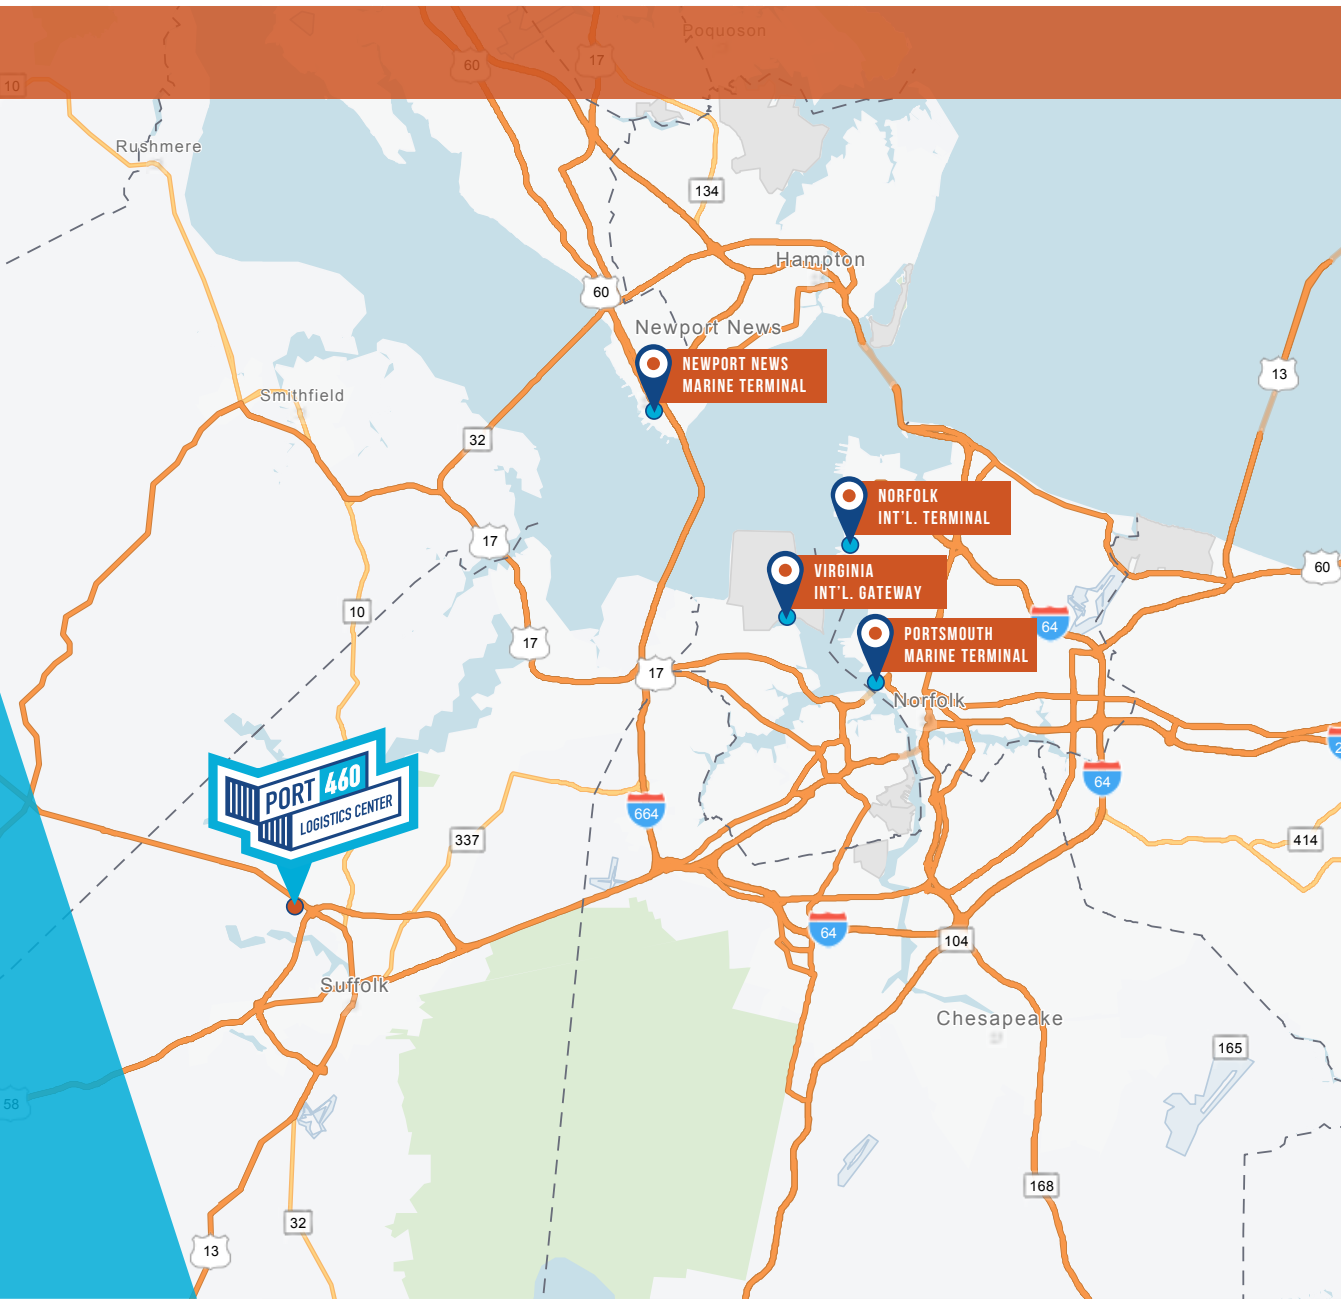 Poquoson
60
17
10
Rushmere
134
Hampton
60
Newport News
NEWPORT NEWS
MARINE TERMINAL
13
Smithfield
32
NORFOLK
INT'L. TERMINAL
17
VIRGINIA
INT'L. GATEWAY
60
10
64
PORTSMOUTH
MARINE TERMINAL
17
17
Norfolk
2
PORT 460
LOGISTICS CENTER
64
664
337
414
64
104
Suffolk
Chesapeake
165
58
168
32
13